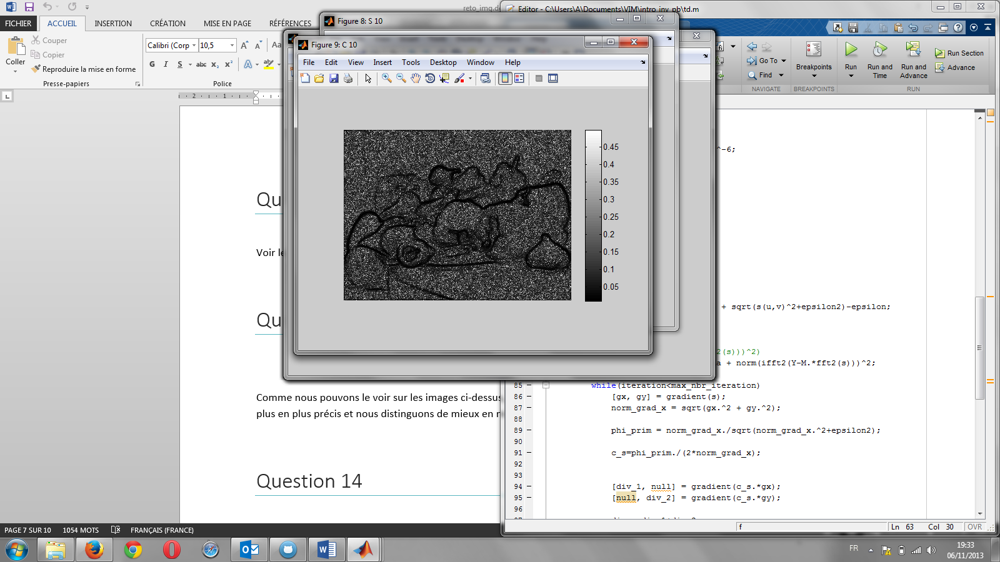 reto_img.d
FICHIER
ACCUEIL
INSERTION
CRÉATION
MISE EN PAGE
RÉFÉRENCES
Coller
Couper
Copier
Reproduire la mise en forme
Presse-papiers
Calibri (Corp
10,5
A
A
Aa
G
I
S
abc
x₂
x²
A
ab
Police
2
1
Qu
Voir le
Qu
Comme nous pouvons le voir sur les images ci-dessus
plus en plus précis et nous distinguons de mieux en
Question 14
PAGE 7 SUR 10
1054 MOTS
FRANÇAIS (FRANCE)
Figure 8: S 10
Figure 9: C 10
File
Edit
View
Insert
Tools
Desktop
Window
Help
0.45
0.4
0.35
0.3
0.25
0.2
0.15
0.1
0.05
Editor - C:\Users\A\Documents\VIM\intro_inv_pb\td.m
fi
Go To
Find
NAVIGATE
Breakpoints
BREAKPOINTS
Run
Run and
Time
Run and
Advance
Run Section
Advance
RUN
^-6;
+ sqrt(s(u,v)^2+epsilon2)-epsilon;
2(s)))^2)
a + norm(ifft2(Y-M.*fft2(s)))^2;
85 while(iteration<max_nbr_iteration)
86 [gx, gy] = gradient(s);
87 norm_grad_x = sqrt(gx.^2 + gy.^2);
88
89 phi_prim = norm_grad_x./sqrt(norm_grad_x.^2+epsilon2);
90
91 c_s=phi_prim./(2*norm_grad_x);
92
93
94 [div_1, null] = gradient(c_s.*gx);
95 [null, div_2] = gradient(c_s.*gy);
96
f
Ln 63
Col 30
OVR
FR
19:33
06/11/2013